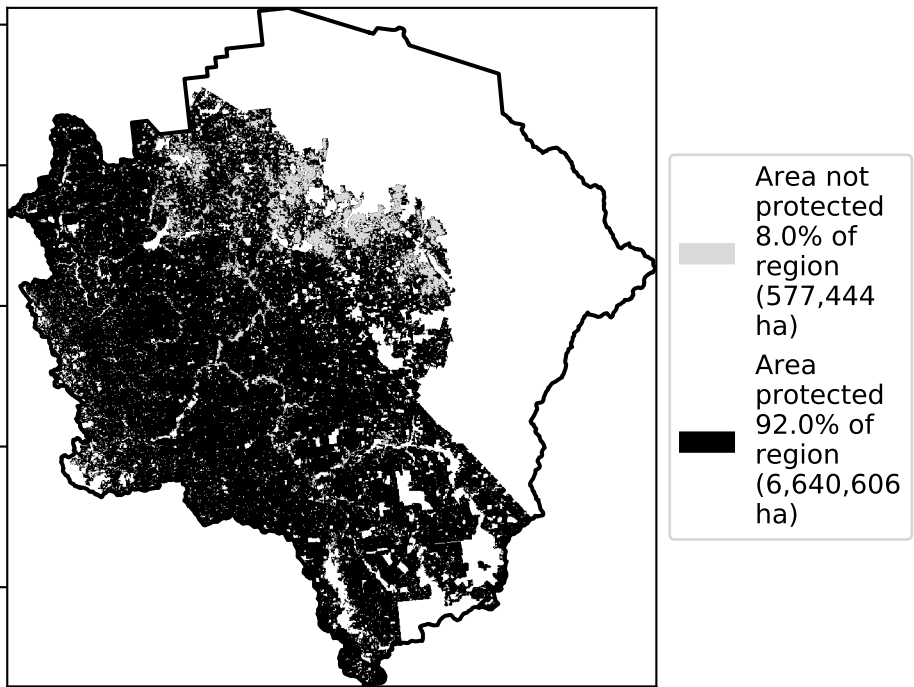 Area not
protected
8.0% of
region
(577,444
ha)
Area
protected
92.0% of
region
(6,640,606
ha)